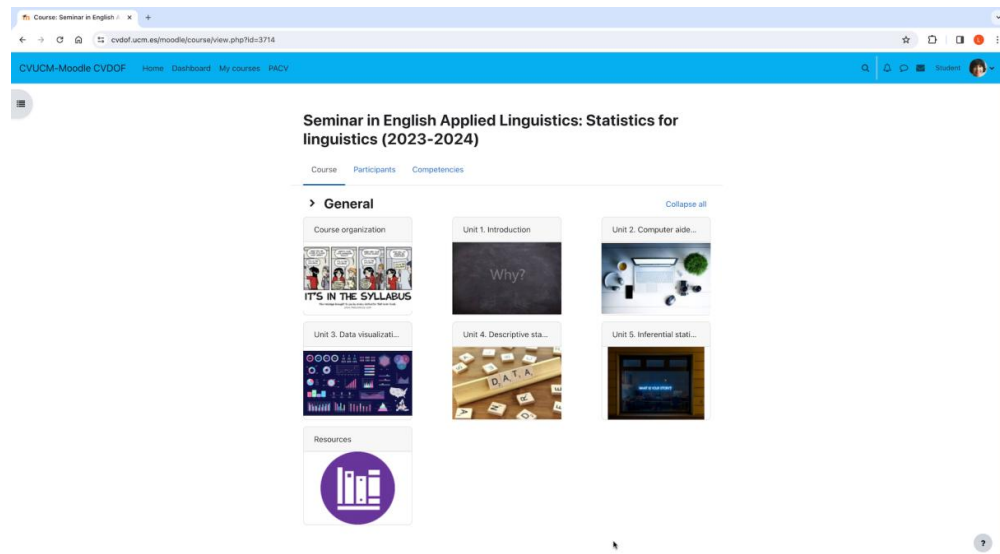 Course: Seminar in English A
cvdof.ucm.es/moodle/course/view.php?id=3714
CVUCM-Moodle CVDOF Home Dashboard My courses PACV Student
Seminar in English Applied Linguistics: Statistics for
linguistics (2023-2024)
Course Participants Competencies
General Collapse all
Course organization Unit 1. Introduction Unit 2. Computer aide...
Why?
IT'S IN THE SYLLABUS
Unit 3. Data visualizati... Unit 4. Descriptive sta... Unit 5. Inferential stati...
DATA
Resources
?